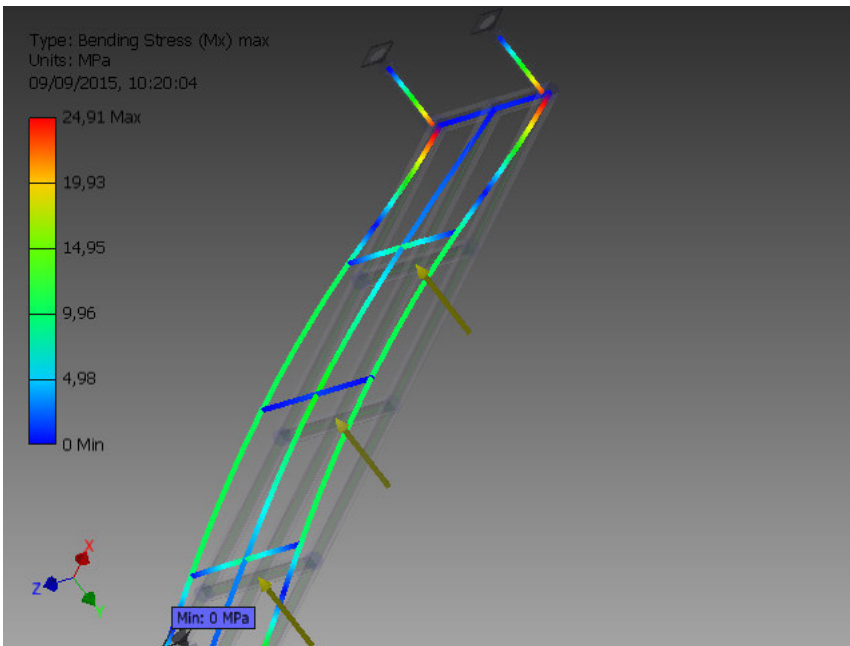 Type: Bending Stress (Mx) max
Units: MPa
09/09/2015, 10:20:04
24,91 Max
19,93
14,95
9,96
4,98
0 Min
X
Z
Y
Min: 0 MPa